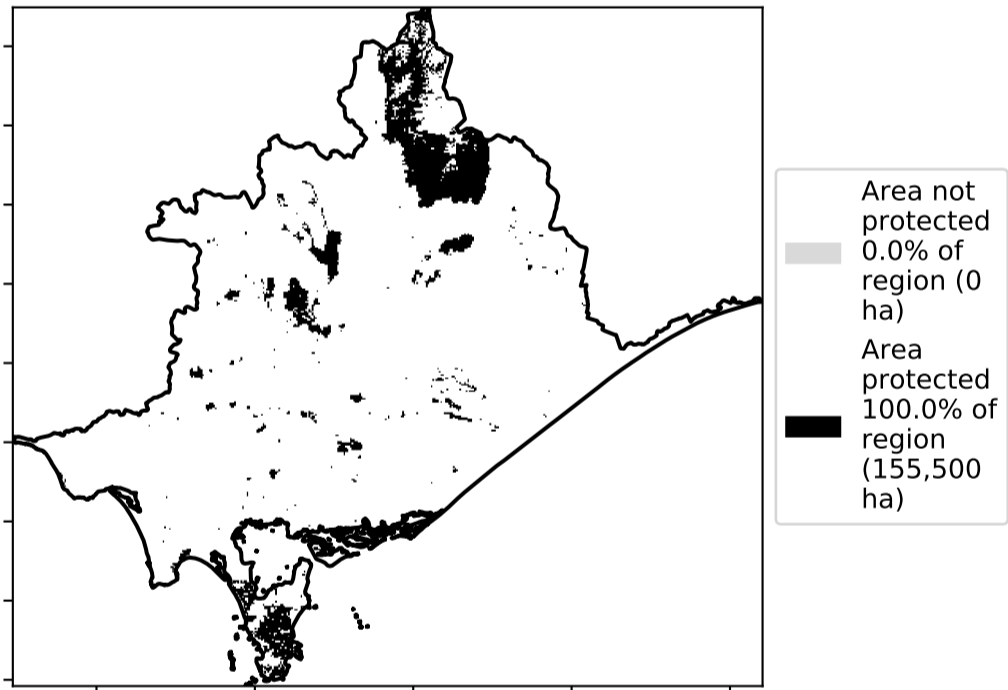 Area not
protected
0.0% of
region (0
ha)
Area
protected
100.0% of
region
(155,500
ha)